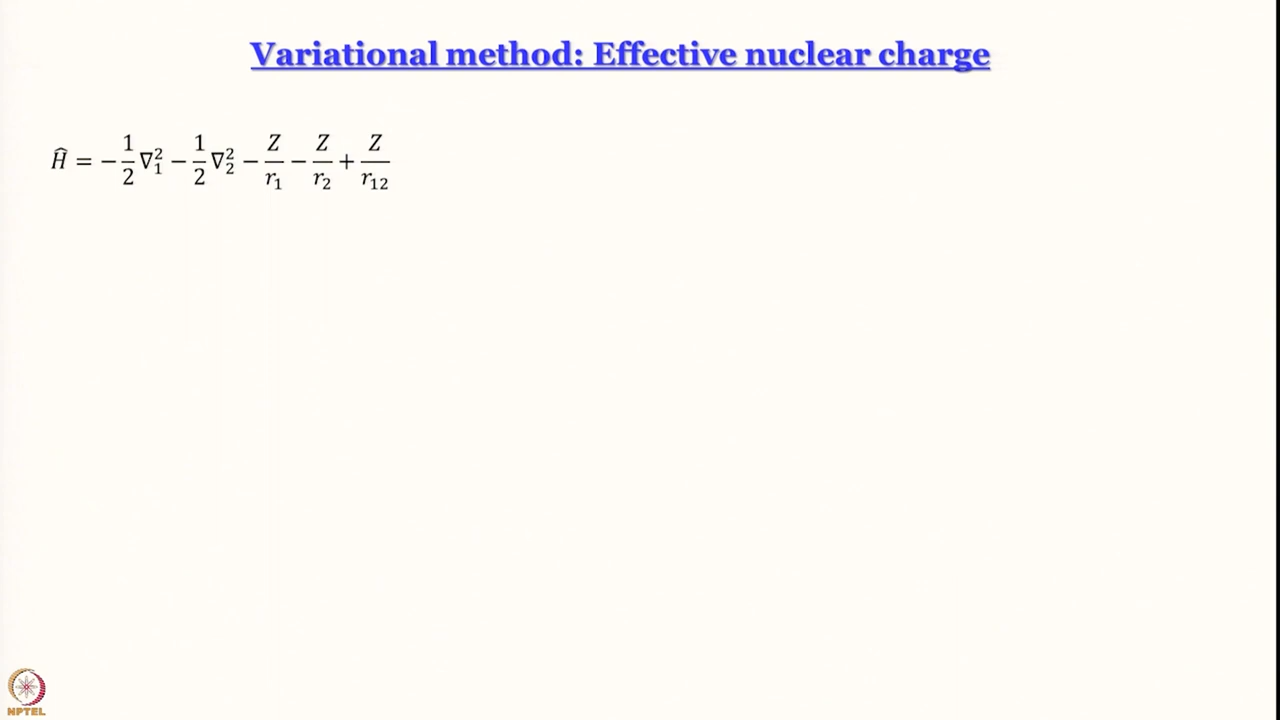 Variational method: Effective nuclear charge
Ĥ = −1/2 ∇₁² − 1/2 ∇₂² − Z/r₁ − Z/r₂ + Z/r₁₂
NPTEL